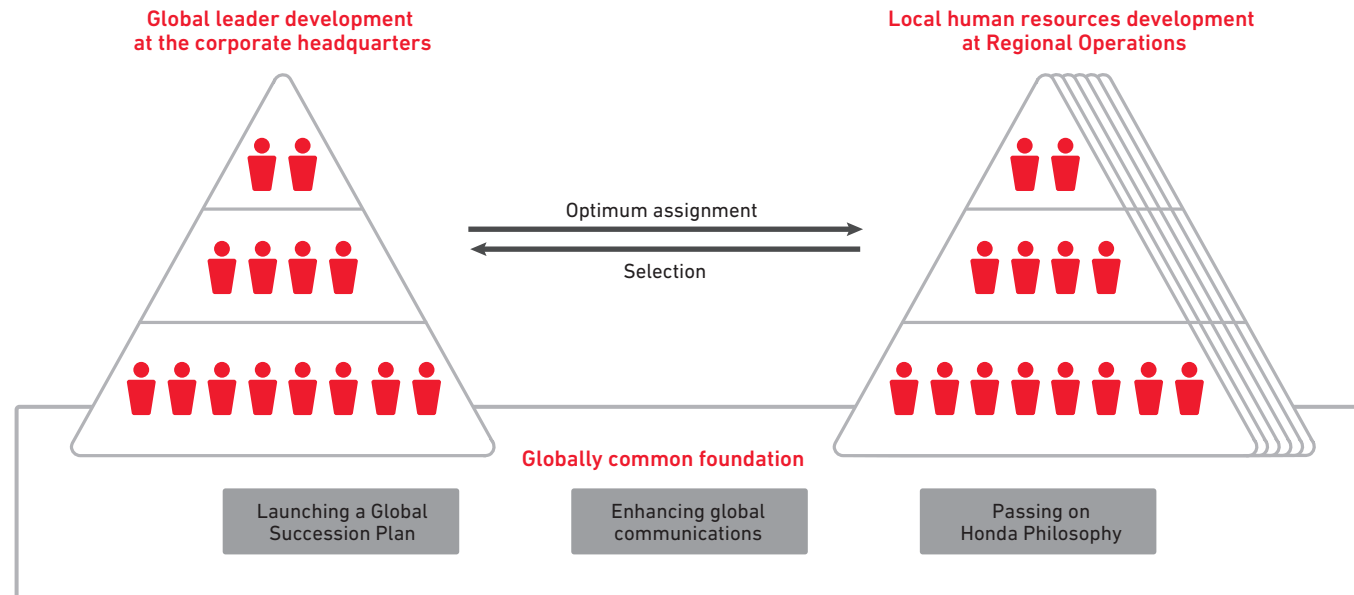 Global leader development
at the corporate headquarters
Local human resources development
at Regional Operations
Optimum assignment
Selection
Globally common foundation
Launching a Global
Succession Plan
Enhancing global
communications
Passing on
Honda Philosophy